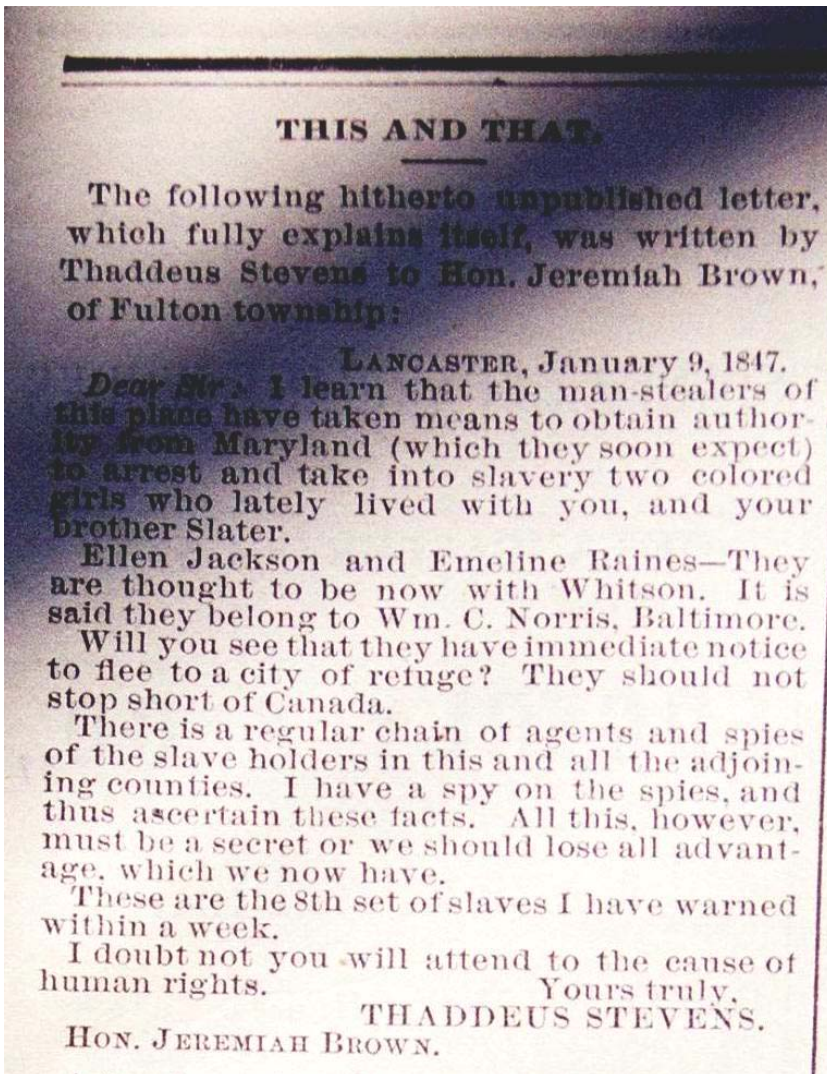 THIS AND THAT.
The following hitherto unpublished letter,
which fully explains itself, was written by
Thaddeus Stevens to Hon. Jeremiah Brown,
of Fulton township:
LANCASTER, January 9, 1847.
Dear Sir: I learn that the man-stealers of
this place have taken means to obtain author-
ity from Maryland (which they soon expect)
to arrest and take into slavery two colored
girls who lately lived with you, and your
brother Slater.
Ellen Jackson and Emeline Raines—They
are thought to be now with Whitson. It is
said they belong to Wm. C. Norris, Baltimore.
Will you see that they have immediate notice
to flee to a city of refuge? They should not
stop short of Canada.
There is a regular chain of agents and spies
of the slave holders in this and all the adjoin-
ing counties. I have a spy on the spies, and
thus ascertain these facts. All this, however,
must be a secret or we should lose all advant-
age, which we now have.
These are the 8th set of slaves I have warned
within a week.
I doubt not you will attend to the cause of
human rights. Yours truly,
THADDEUS STEVENS.
HON. JEREMIAH BROWN.